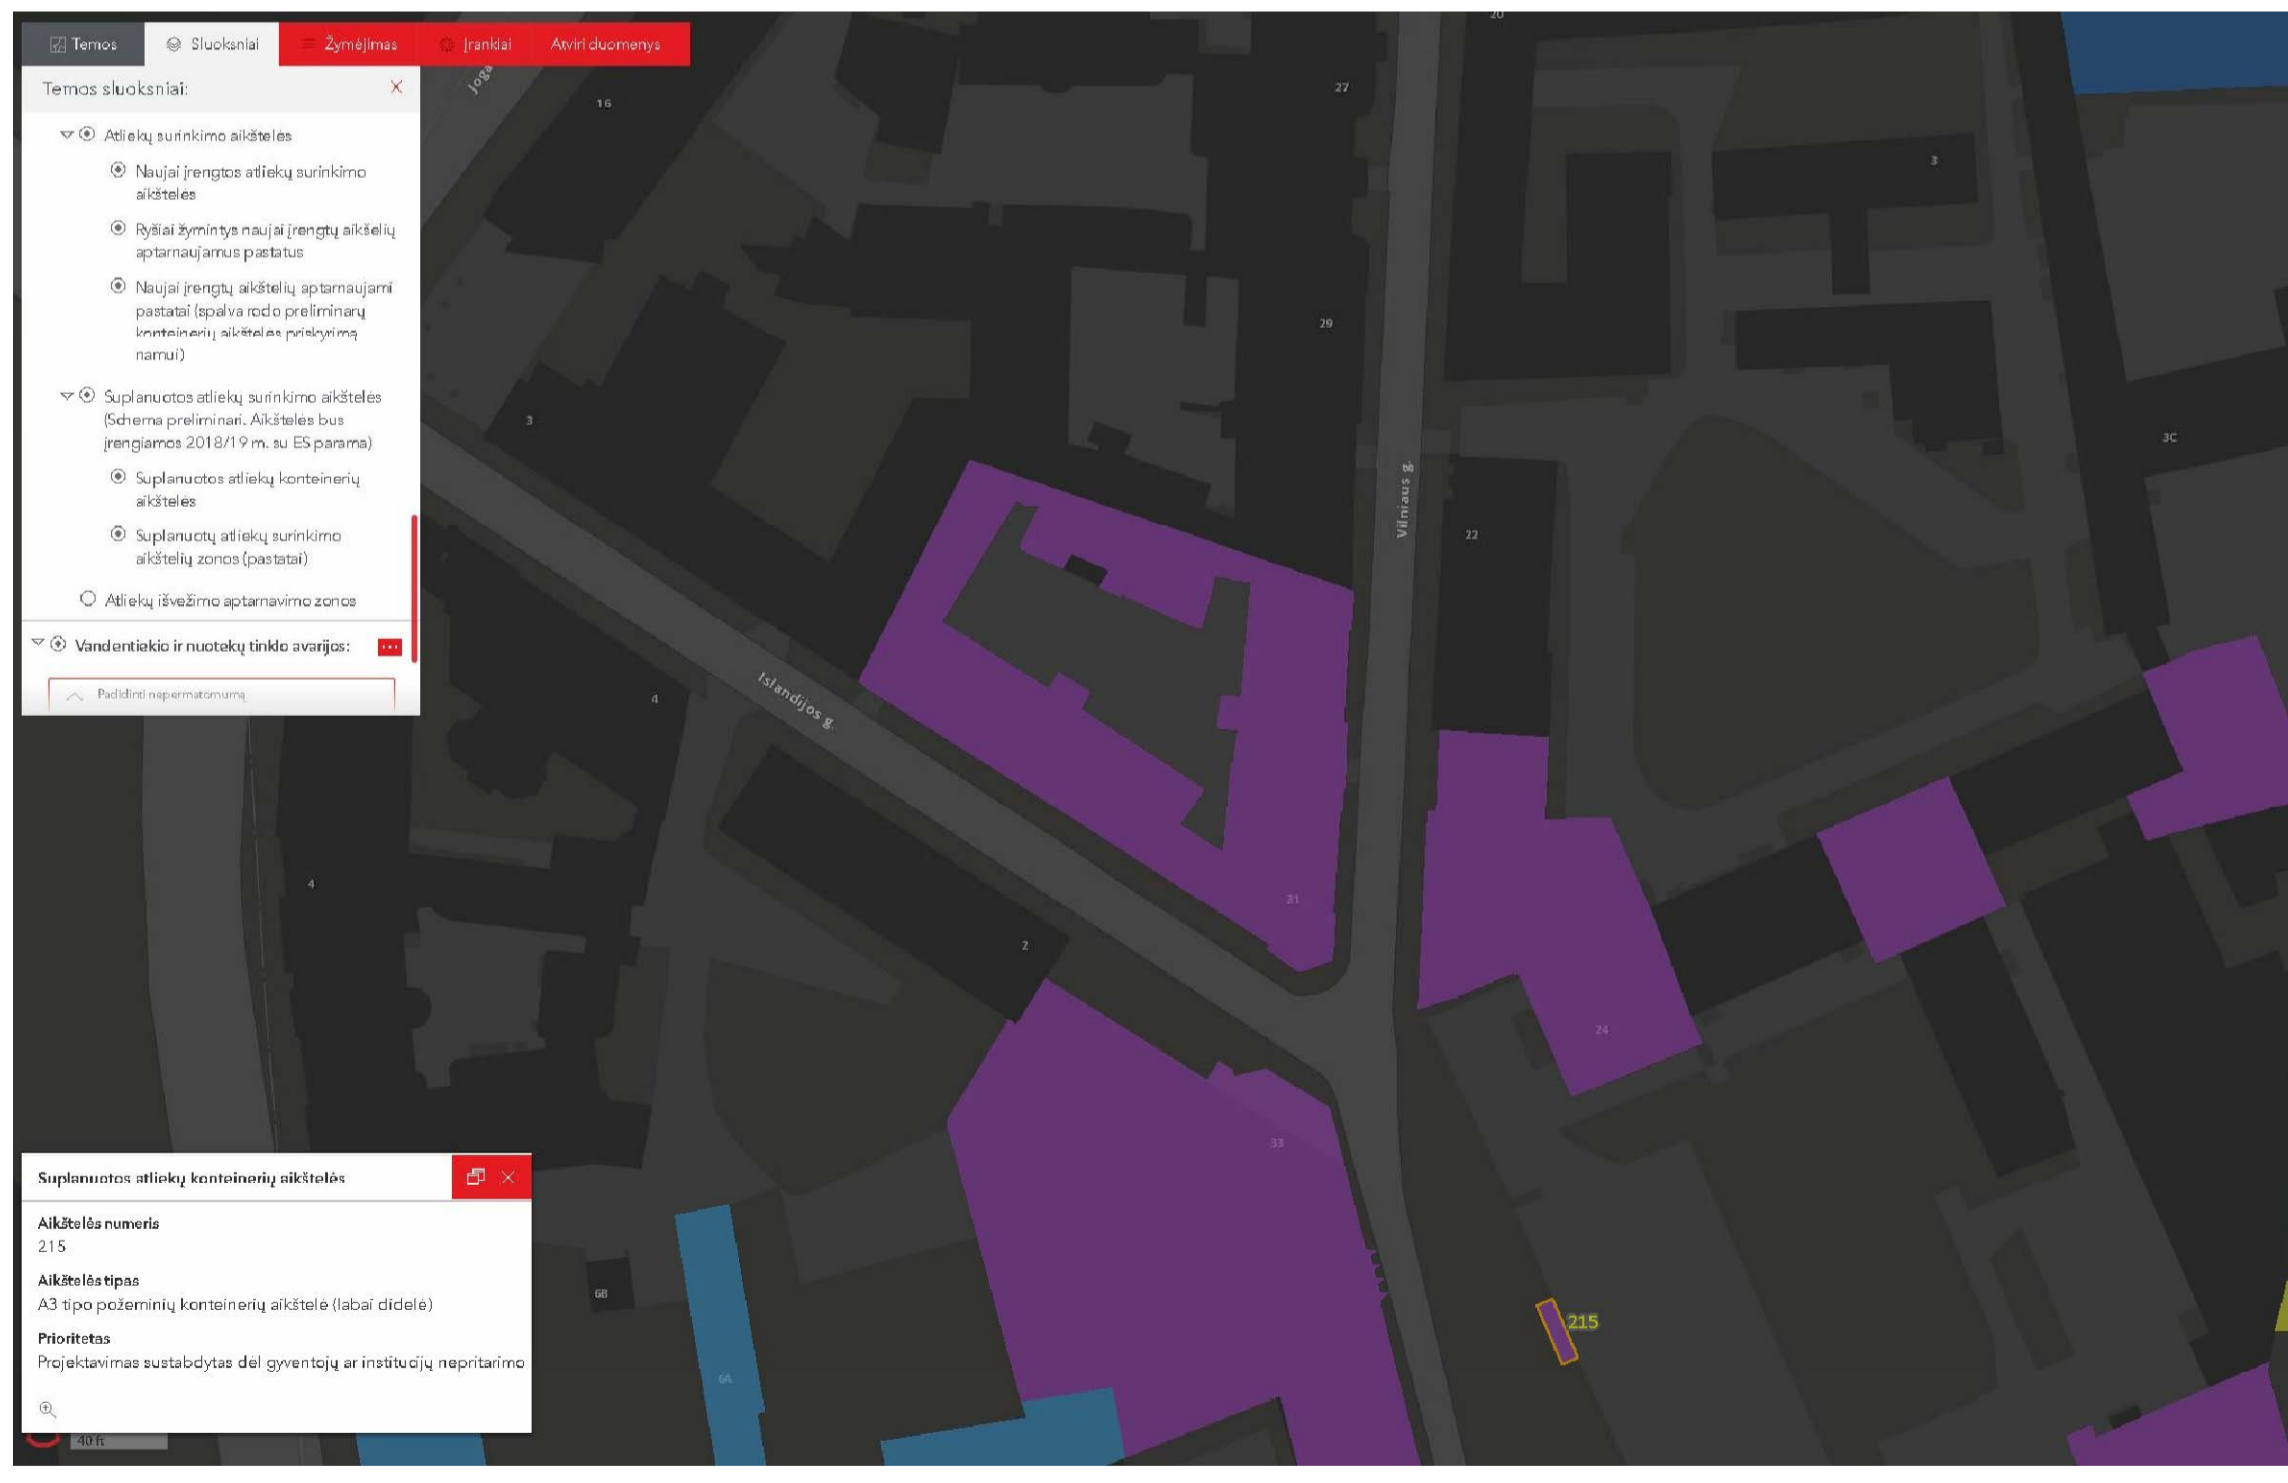 Temos
Sluoksniai
Žymėjimas
Įrankiai
Atviri duomenys
Temos sluoksniai:
Atliekų surinkimo aikštelės
Naujai įrengtos atliekų surinkimo
aikštelės
Ryšiai žymintys naujai įrengtų aikšelių
aptarnaujamus pastatus
Naujai įrengtų aikštelių aptarnaujami
pastatai (spalva rodo preliminarų
konteinerių aikštelės priskyrimą
namui)
Suplanuotos atliekų surinkimo aikštelės
(Schema preliminari. Aikštelės bus
įrengiamos 2018/19 m. su ES parama)
Suplanuotos atliekų konteinerių
aikštelės
Suplanuotų atliekų surinkimo
aikštelių zonos (pastatai)
Atliekų išvežimo aptarnavimo zonos
Vandentiekio ir nuotekų tinklo avarijos:
Padidinti nepermatomumą
Suplanuotos atliekų konteinerių aikštelės
Aikštelės numeris
215
Aikštelės tipas
A3 tipo požeminių konteinerių aikštelė (labai didelė)
Prioritetas
Projektavimas sustabdytas dėl gyventojų ar institucijų nepritarimo
40 ft
joga
20
16
27
3
29
3
3C
Vilniaus g.
22
Islandijos g.
4
4
31
2
24
33
6B
215
6A